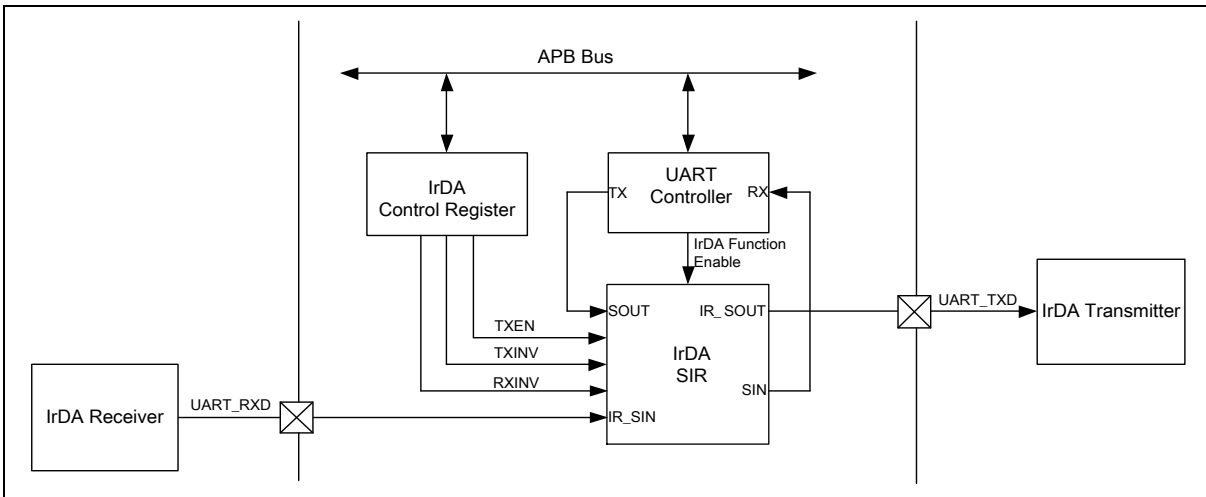 APB Bus
IrDA
Control Register
UART
Controller
TX
RX
IrDA Function
Enable
SOUT
IR_ SOUT
TXEN
TXINV
RXINV
IrDA
SIR
SIN
IR_SIN
UART_TXD
IrDA Transmitter
IrDA Receiver
UART_RXD